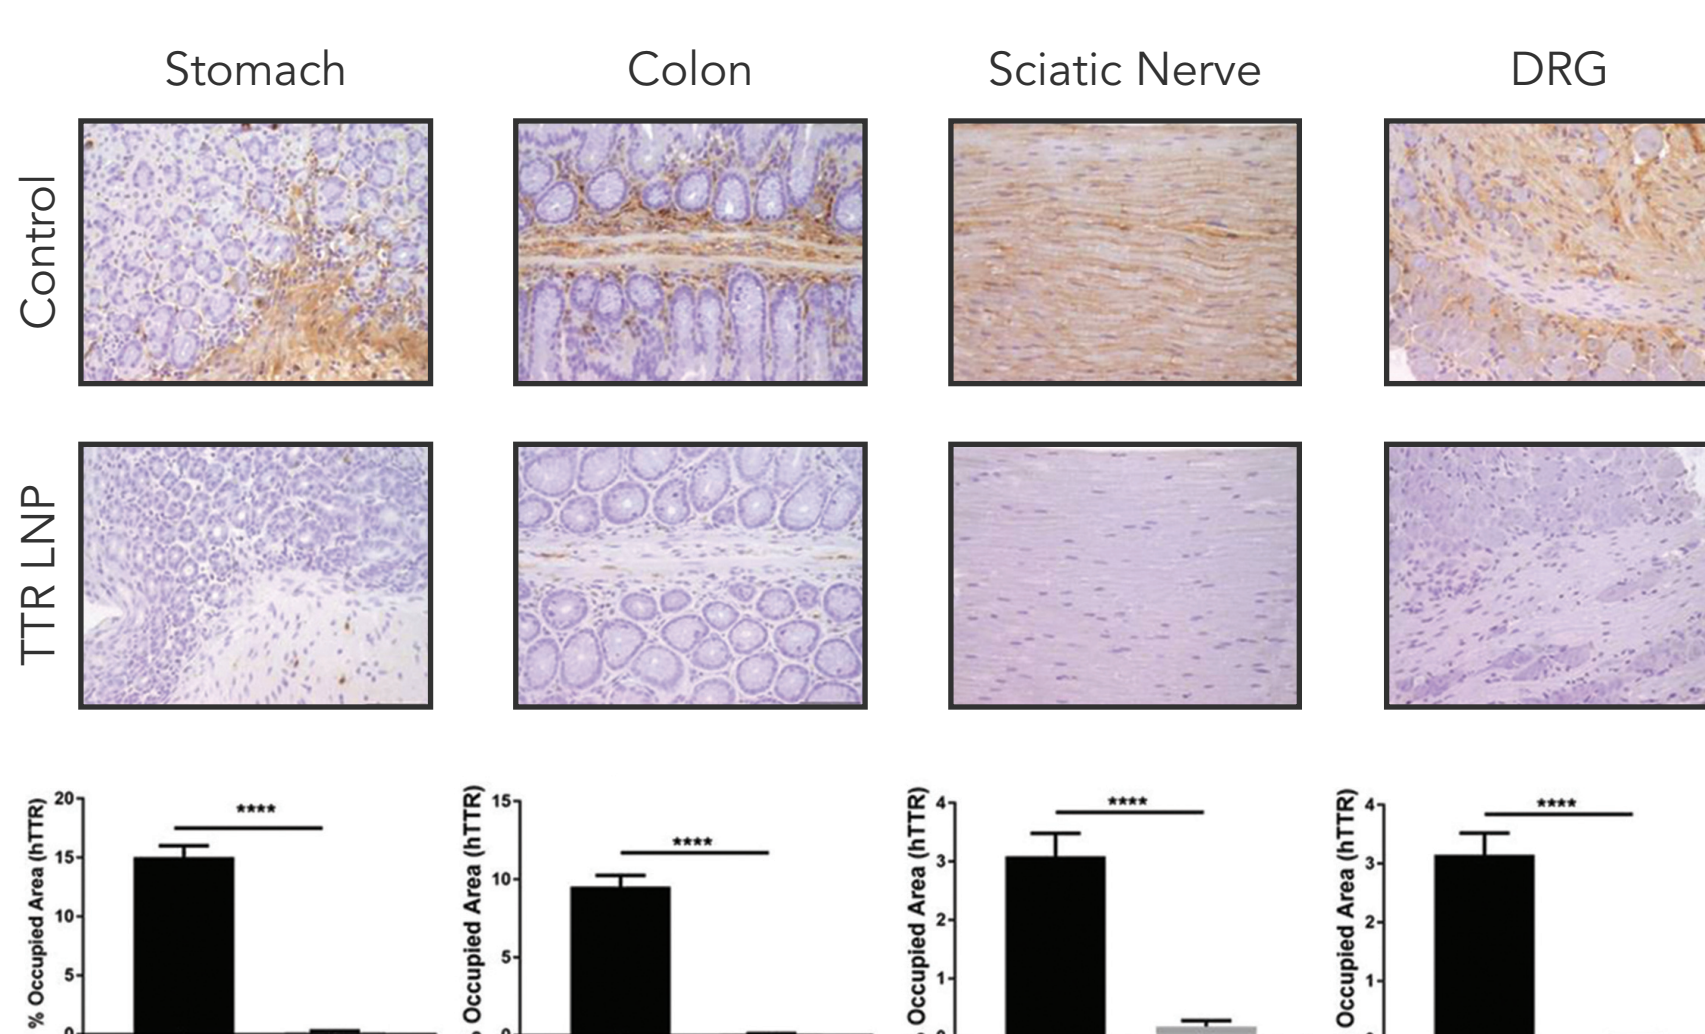 Stomach
Colon
Sciatic Nerve
DRG
Control
TTR LNP
% Occupied Area (hTTR)
20
15
10
5
0
****
Occupied Area (hTTR)
15
10
5
0
****
Occupied Area (hTTR)
4
3
2
1
0
****
Occupied Area (hTTR)
4
3
2
1
****